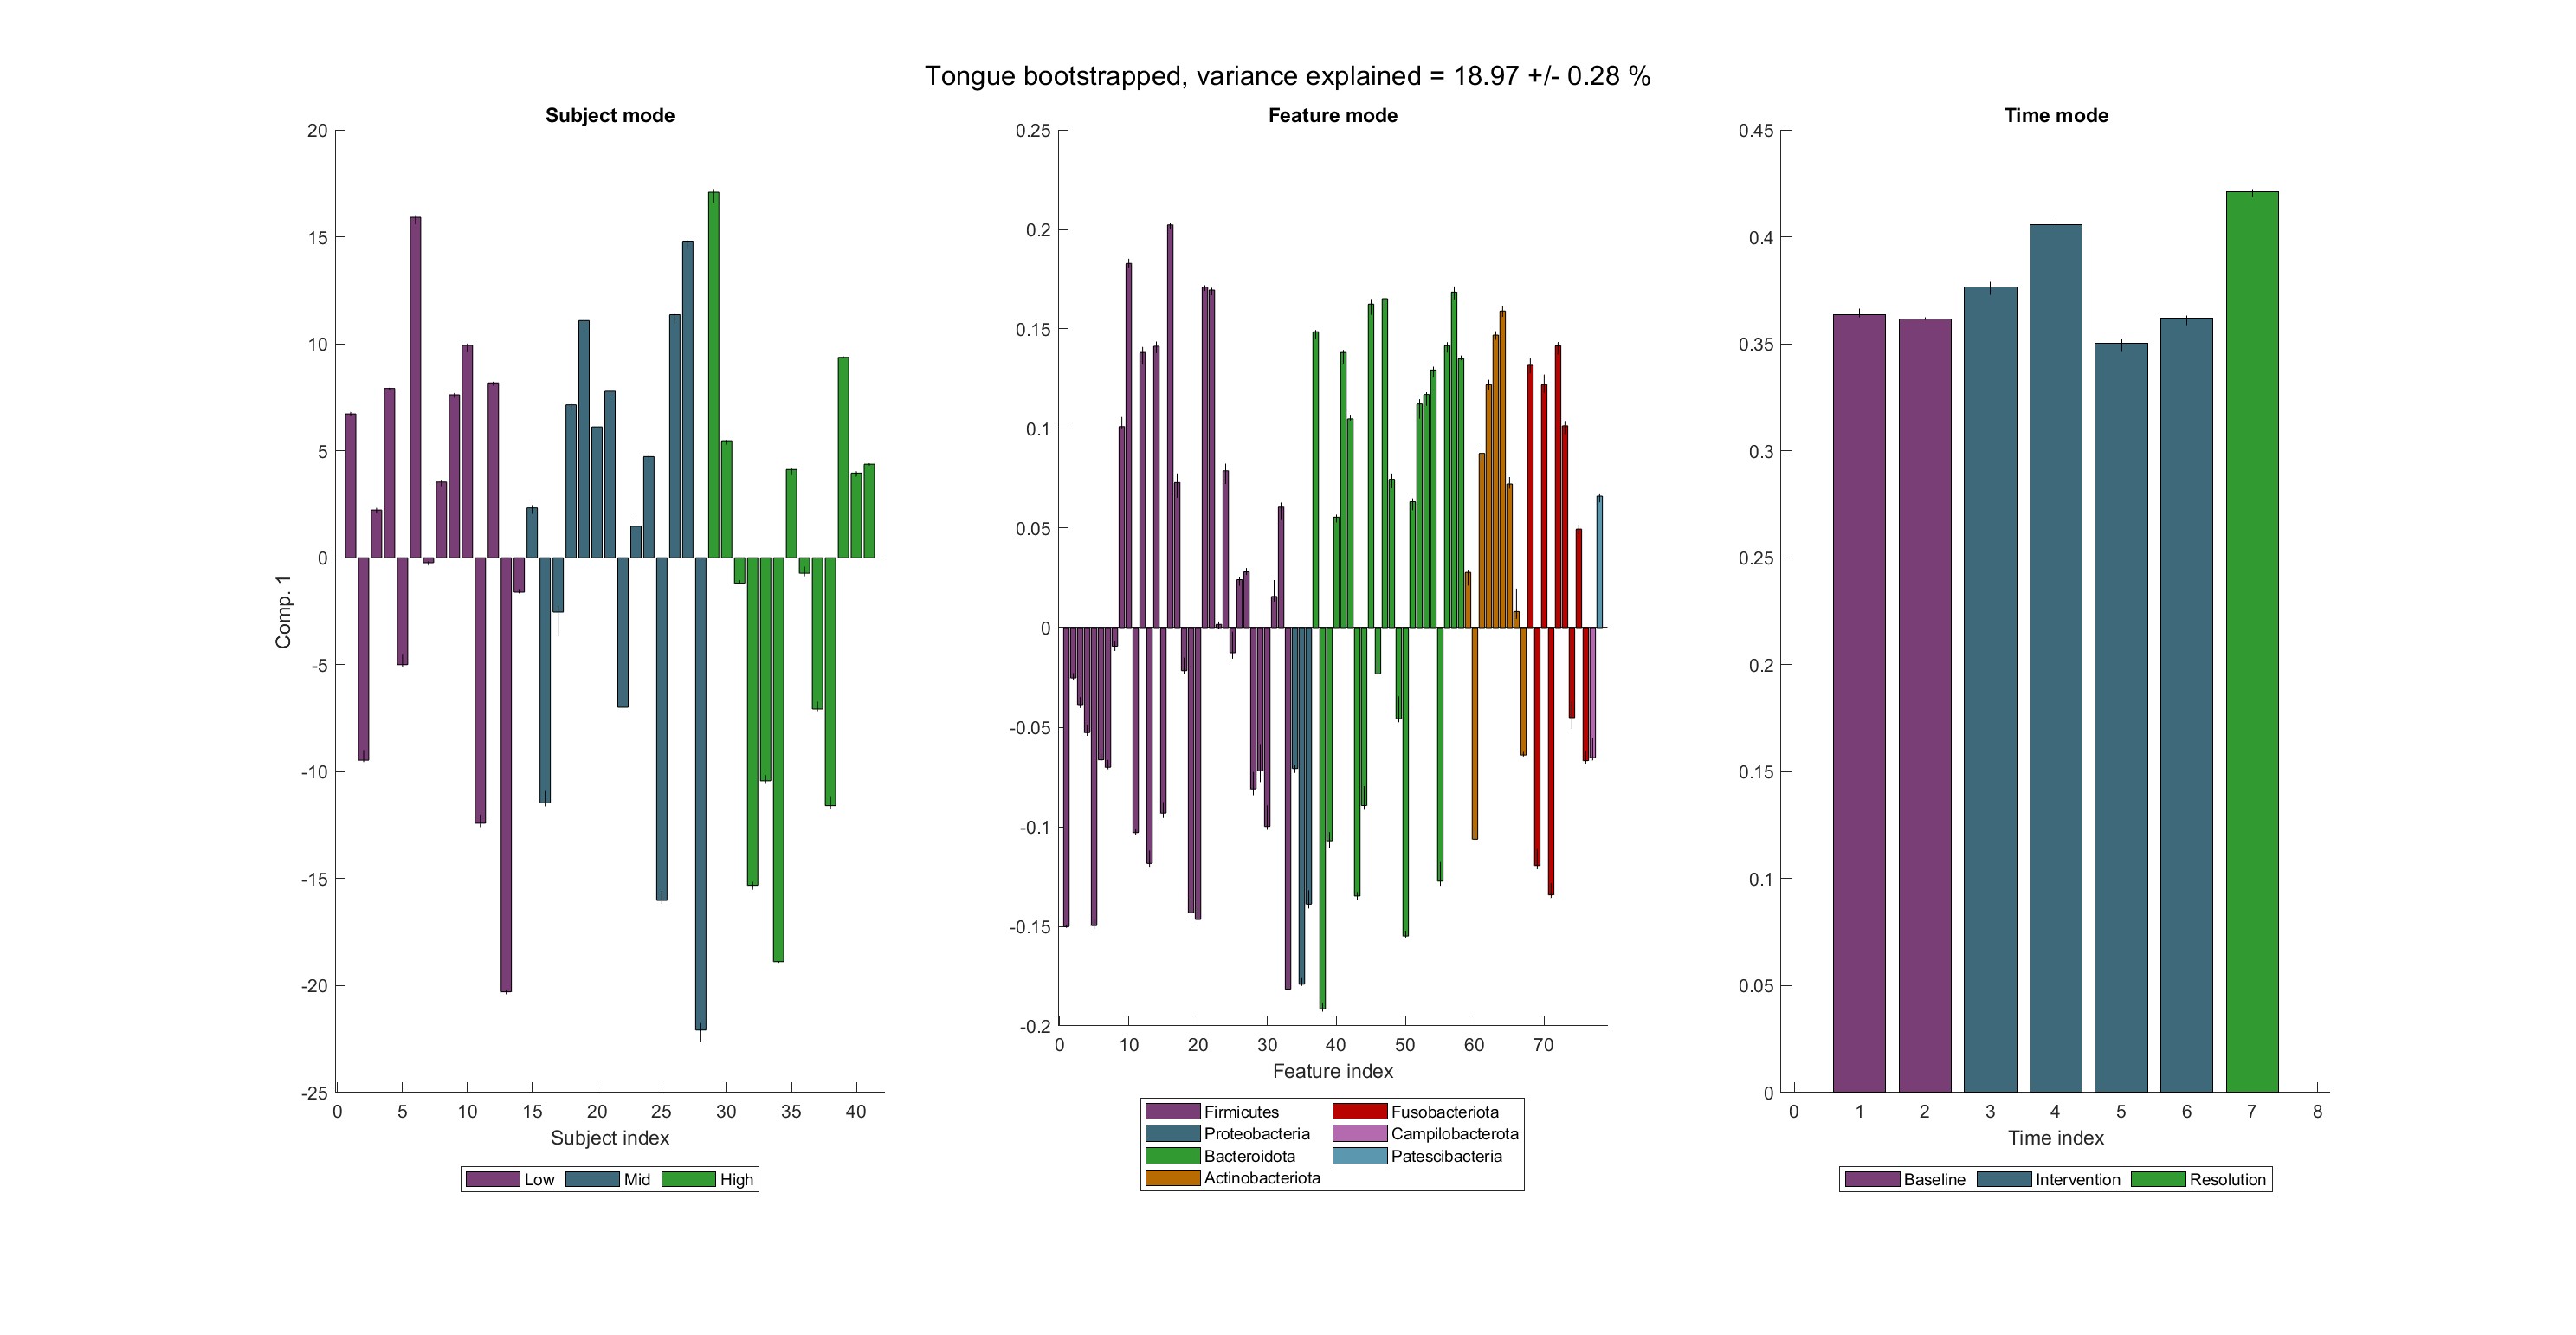 Tongue bootstrapped, variance explained = 18.97 +/- 0.28 %
Subject mode
20
15
10
5
0
-5
-10
-15
-20
-25
Comp. 1
0 5 10 15 20 25 30 35 40
Subject index
Low Mid High
Feature mode
0.25
0.2
0.15
0.1
0.05
0
-0.05
-0.1
-0.15
-0.2
0 10 20 30 40 50 60 70
Feature index
Firmicutes Fusobacteriota
Proteobacteria Campilobacterota
Bacteroidota Patescibacteria
Actinobacteriota
Time mode
0.45
0.4
0.35
0.3
0.25
0.2
0.15
0.1
0.05
0
0 1 2 3 4 5 6 7 8
Time index
Baseline Intervention Resolution